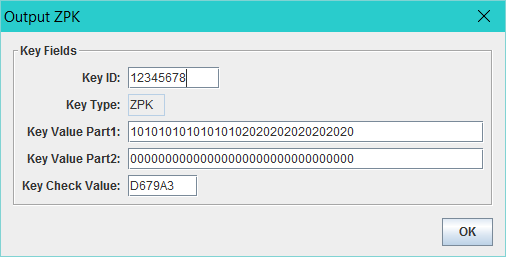 Output ZPK
Key Fields
Key ID: 12345678
Key Type: ZPK
Key Value Part1: 10101010101010102020202020202020
Key Value Part2: 00000000000000000000000000000000
Key Check Value: D679A3
OK